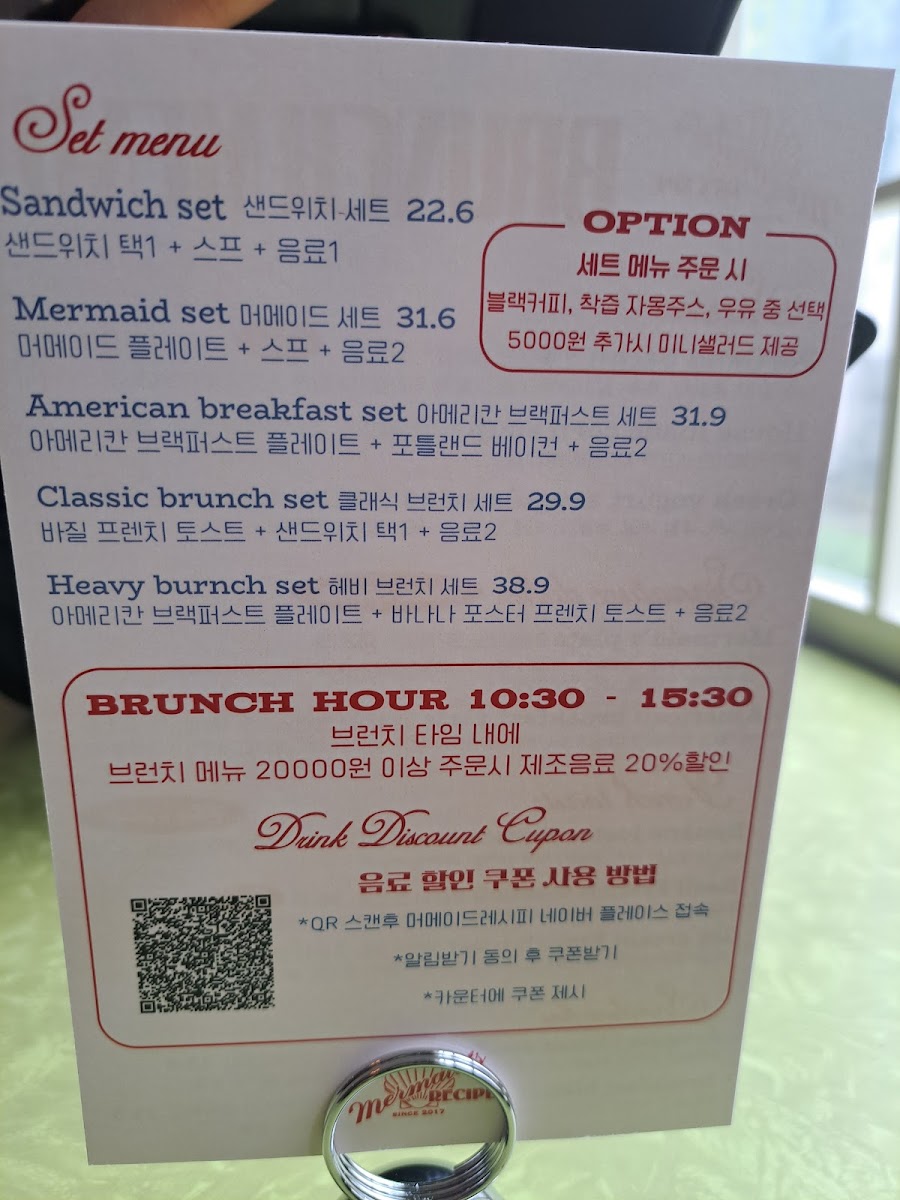 Set menu
Sandwich set 샌드위치 세트 22.6
샌드위치 택1 + 스프 + 음료1
OPTION
세트 메뉴 주문 시
블랙커피, 착즙 자몽주스, 우유 중 선택
5000원 추가시 미니샐러드 제공
Mermaid set 머메이드 세트 31.6
머메이드 플레이트 + 스프 + 음료2
American breakfast set 아메리칸 브랙퍼스트 세트 31.9
아메리칸 브랙퍼스트 플레이트 + 포틀랜드 베이컨 + 음료2
Classic brunch set 클래식 브런치 세트 29.9
바질 프렌치 토스트 + 샌드위치 택1 + 음료2
Heavy burnch set 헤비 브런치 세트 38.9
아메리칸 브랙퍼스트 플레이트 + 바나나 포스터 프렌치 토스트 + 음료2
BRUNCH HOUR 10:30 - 15:30
브런치 타임 내에
브런치 메뉴 20000원 이상 주문시 제조음료 20%할인
Drink Discount Cupon
음료 할인 쿠폰 사용 방법
*QR 스캔후 머메이드레시피 네이버 플레이스 접속
*알림받기 동의 후 쿠폰받기
*카운터에 쿠폰 제시
SINCE 2017